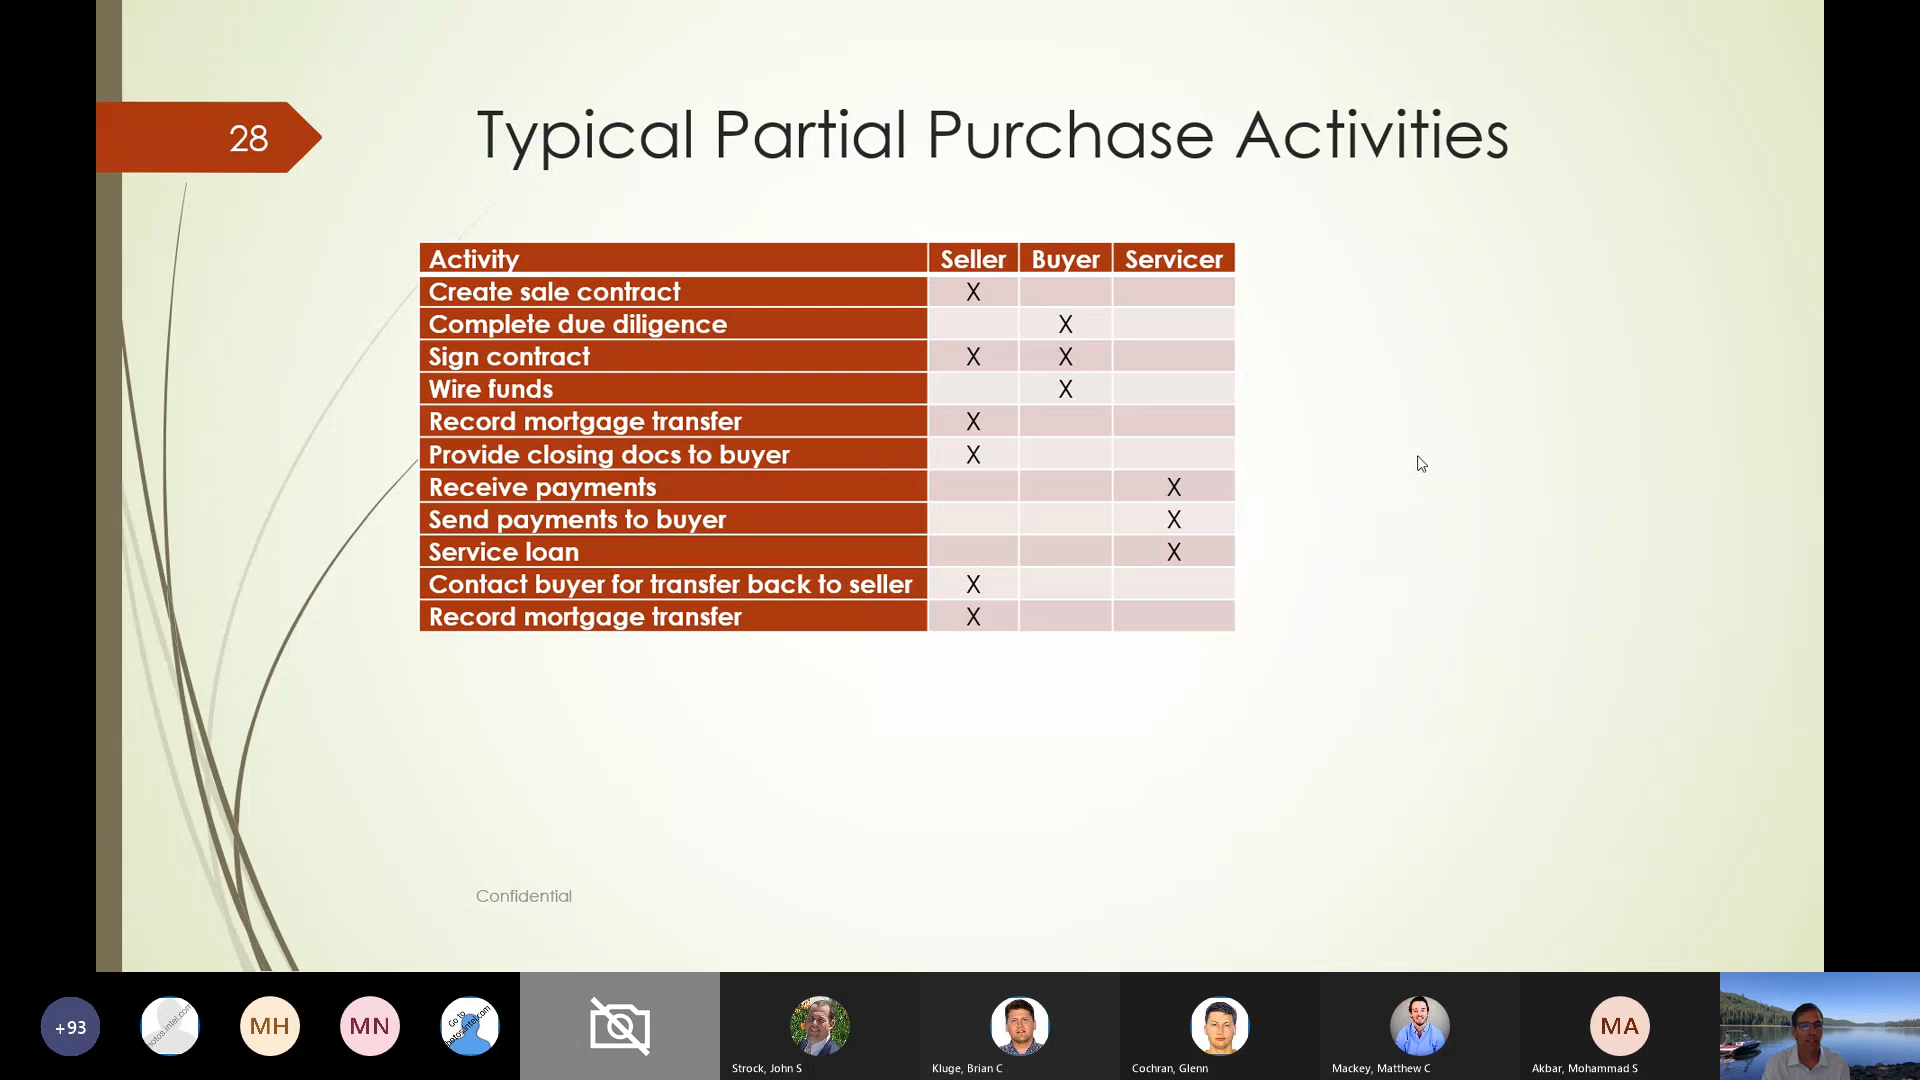 28
Typical Partial Purchase Activities
Activity Seller Buyer Servicer
Create sale contract X
Complete due diligence X
Sign contract X X
Wire funds X
Record mortgage transfer X
Provide closing docs to buyer X
Receive payments X
Send payments to buyer X
Service loan X
Contact buyer for transfer back to seller X
Record mortgage transfer X
Confidential
+93
MH
MN
Go to
MA
Strock, John S
Kluge, Brian C
Cochran, Glenn
Mackey, Matthew C
Akbar, Mohammad S